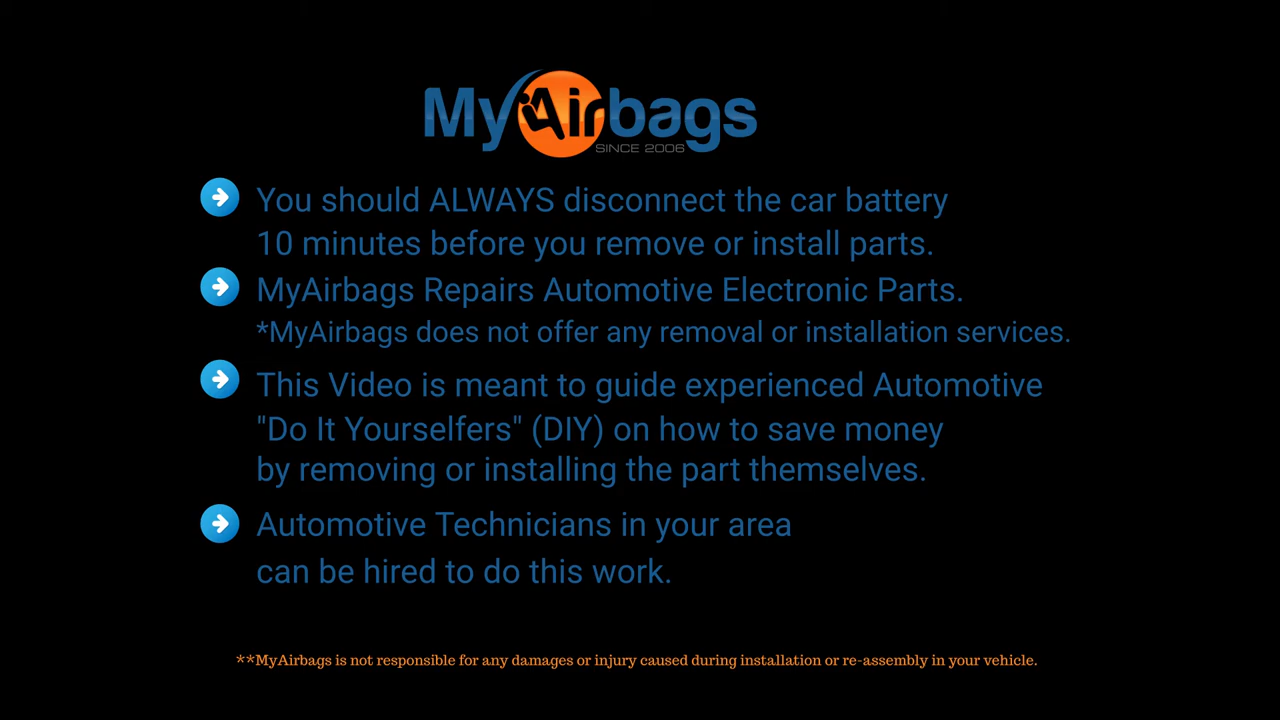 MyAirbags
SINCE 2006
You should ALWAYS disconnect the car battery
10 minutes before you remove or install parts.
MyAirbags Repairs Automotive Electronic Parts.
*MyAirbags does not offer any removal or installation services.
This Video is meant to guide experienced Automotive
"Do It Yourselfers" (DIY) on how to save money
by removing or installing the part themselves.
Automotive Technicians in your area
can be hired to do this work.
**MyAirbags is not responsible for any damages or injury caused during installation or re-assembly in your vehicle.